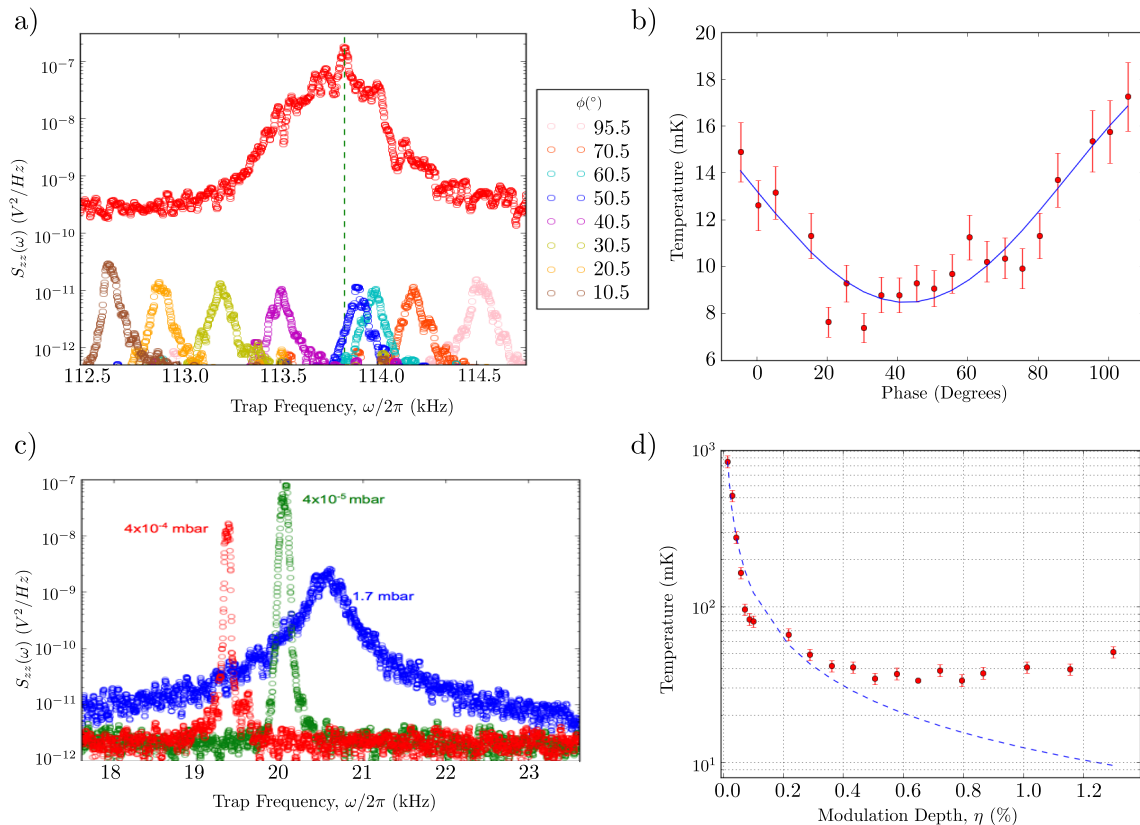 a)
10⁻⁷
10⁻⁸
10⁻⁹
10⁻¹⁰
10⁻¹¹
10⁻¹²
S_zz(ω) (V²/Hz)
112.5 113.0 113.5 114.0 114.5
Trap Frequency, ω/2π (kHz)
ϕ(°)
95.5
70.5
60.5
50.5
40.5
30.5
20.5
10.5
b)
20
18
16
14
12
10
8
6
Temperature (mK)
0 20 40 60 80 100
Phase (Degrees)
c)
10⁻⁷
10⁻⁸
10⁻⁹
10⁻¹⁰
10⁻¹¹
10⁻¹²
S_zz(ω) (V²/Hz)
4x10⁻⁵ mbar
4x10⁻⁴ mbar
1.7 mbar
18 19 20 21 22 23
Trap Frequency, ω/2π (kHz)
d)
10³
10²
10¹
Temperature (mK)
0.0 0.2 0.4 0.6 0.8 1.0 1.2
Modulation Depth, η (%)